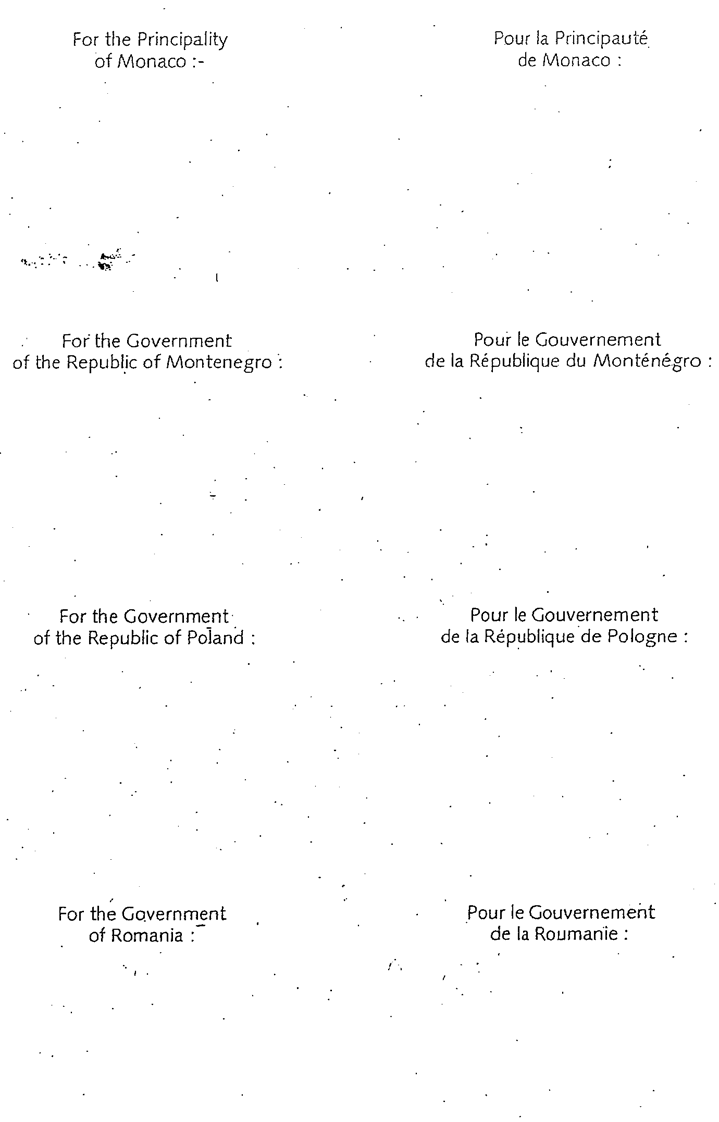 For the Principality
of Monaco :-
Pour la Principauté
de Monaco :
For the Government
of the Republic of Montenegro :
Pour le Gouvernement
de la République du Monténégro :
For the Government
of the Republic of Poland :
Pour le Gouvernement
de la République de Pologne :
For the Government
of Romania :
Pour le Gouvernement
de la Roumanie :